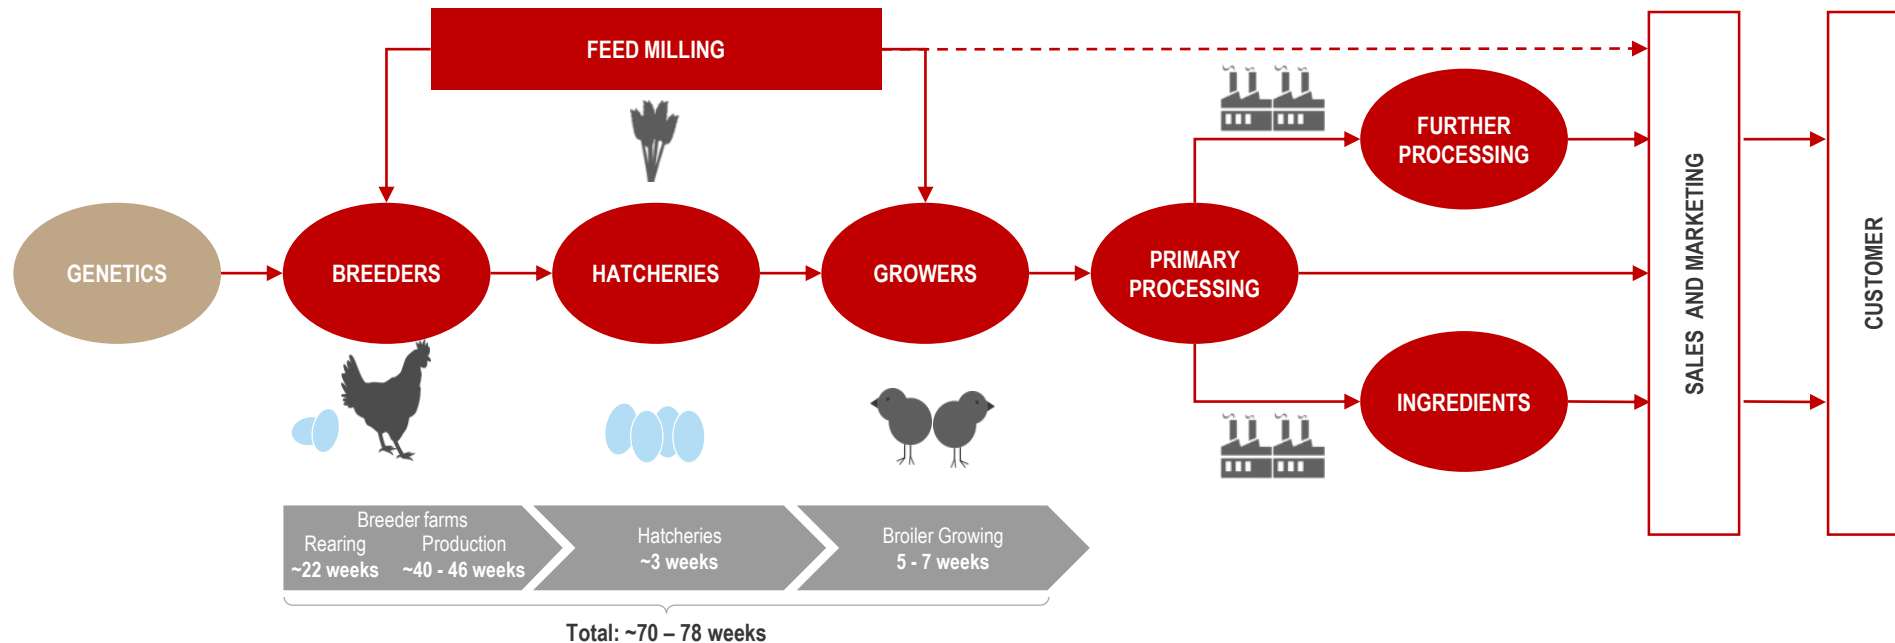 FEED MILLING
FURTHER
PROCESSING
GENETICS
BREEDERS
HATCHERIES
GROWERS
PRIMARY
PROCESSING
INGREDIENTS
SALES AND MARKETING
CUSTOMER
Breeder farms
Rearing
~22 weeks
Production
~40 - 46 weeks
Hatcheries
~3 weeks
Broiler Growing
5 - 7 weeks
Total: ~70 – 78 weeks